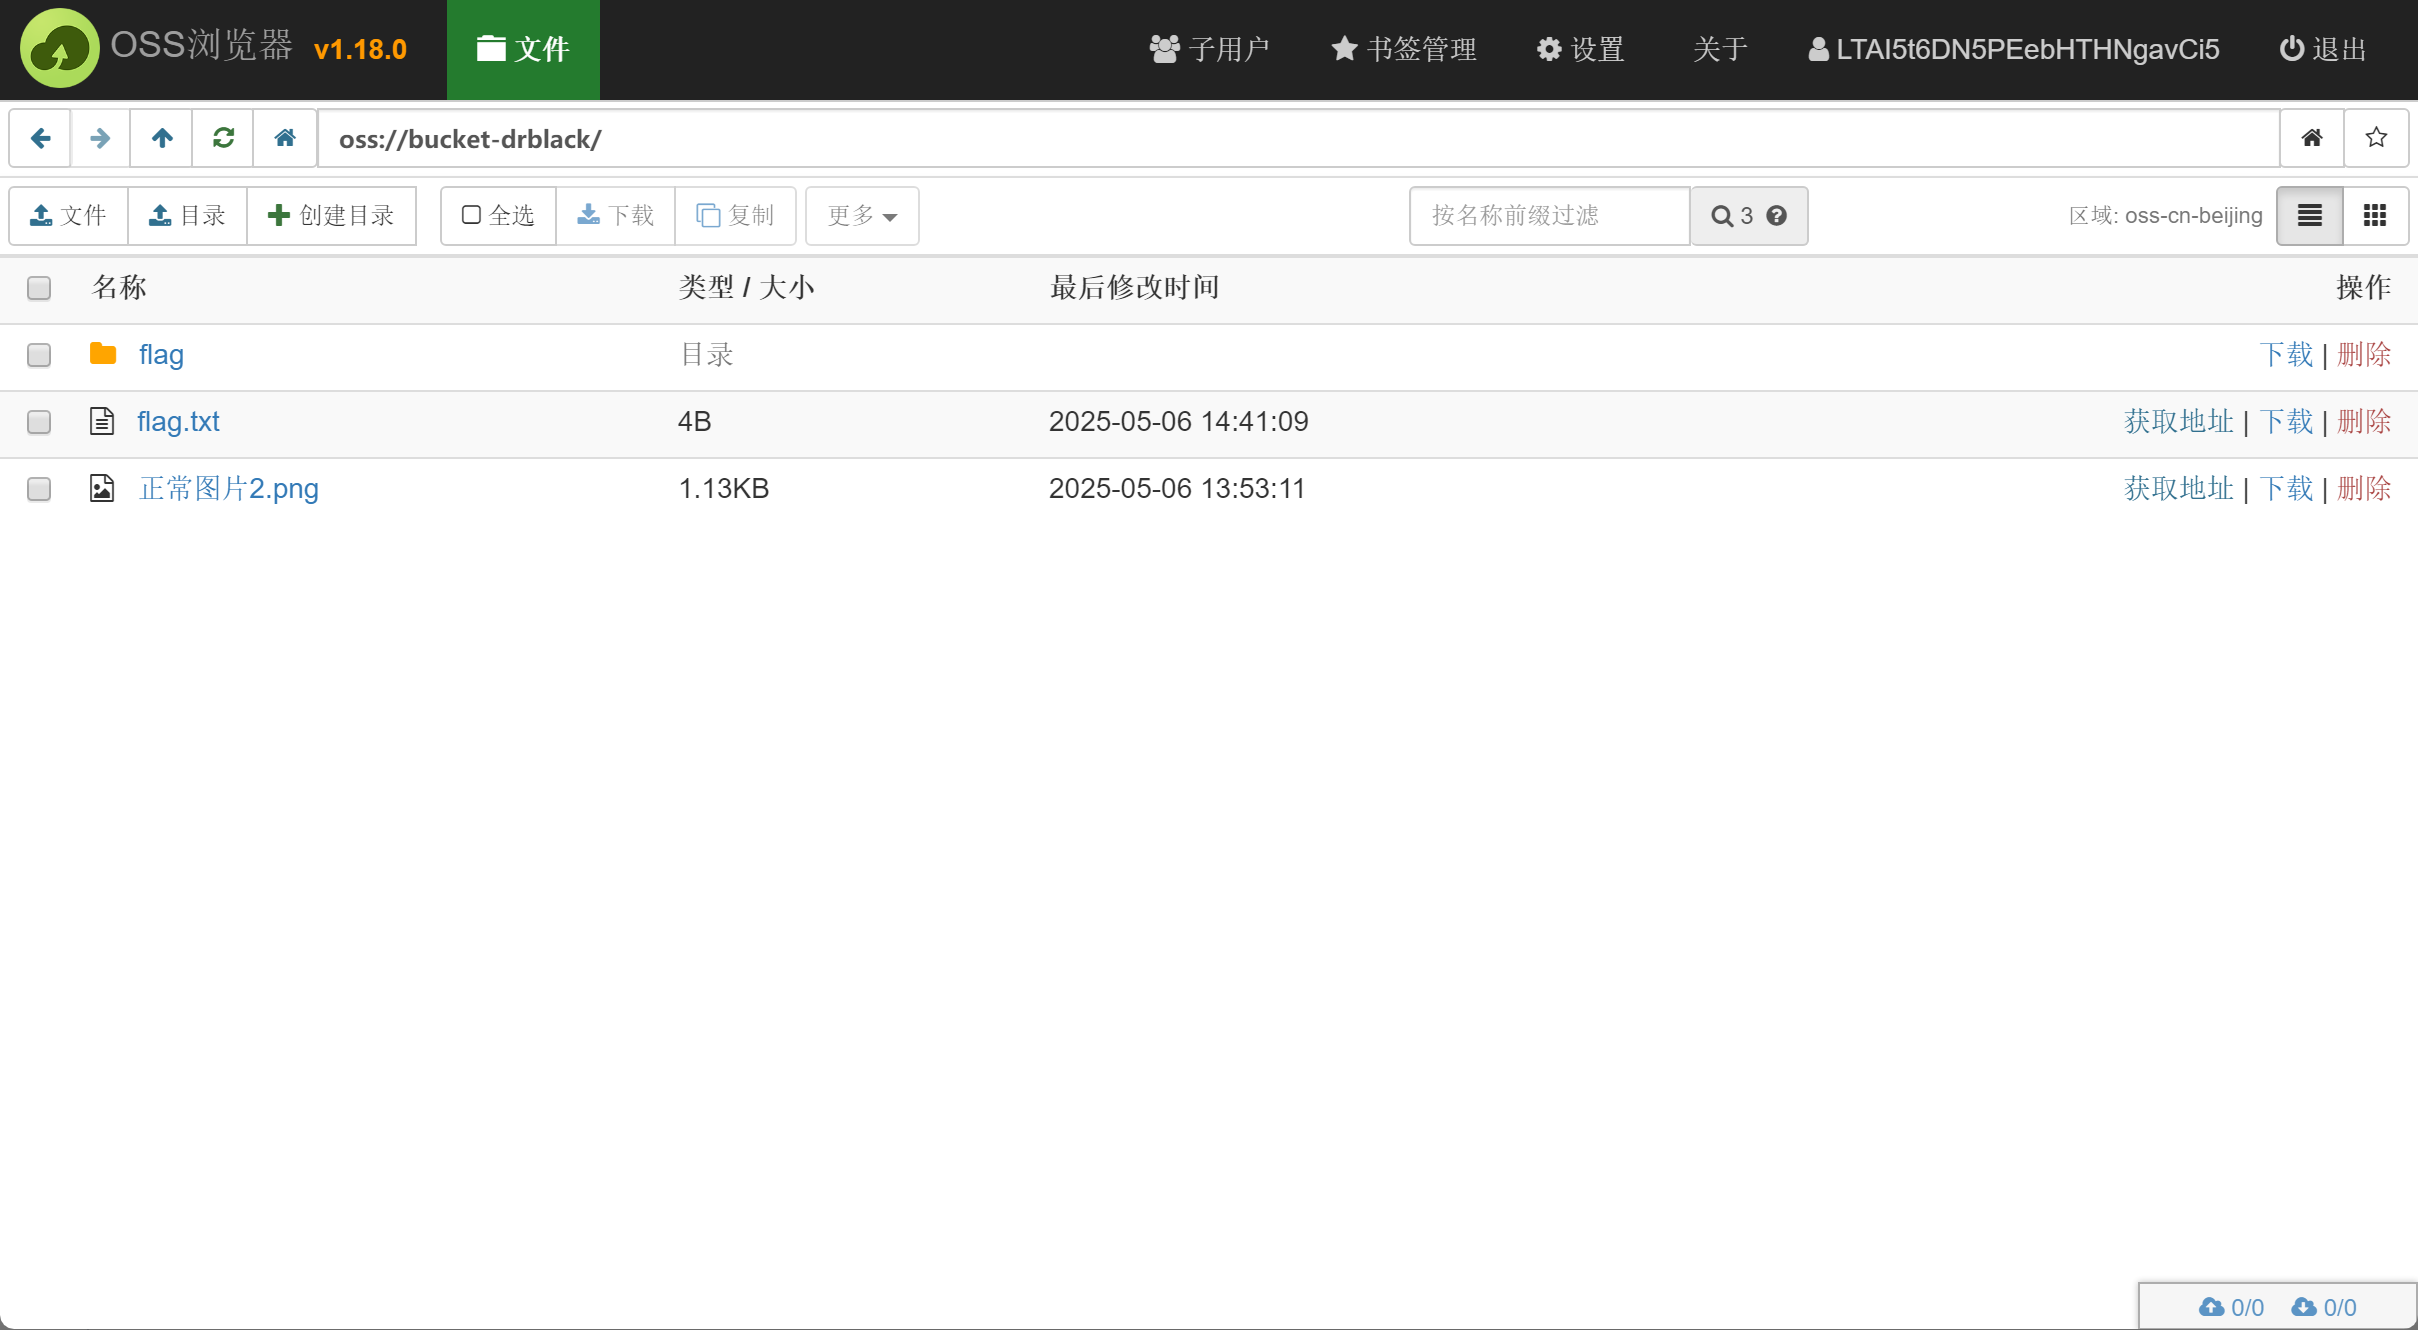 OSS浏览器 v1.18.0 文件 子用户 书签管理 设置 关于 LTAI5t6DN5PEebHTHNgavCi5 退出
oss://bucket-drblack/
文件 目录 创建目录 全选 下载 复制 更多 按名称前缀过滤 3 区域: oss-cn-beijing
名称 类型 / 大小 最后修改时间 操作
flag 目录 下载 | 删除
flag.txt 4B 2025-05-06 14:41:09 获取地址 | 下载 | 删除
正常图片2.png 1.13KB 2025-05-06 13:53:11 获取地址 | 下载 | 删除
0/0 0/0